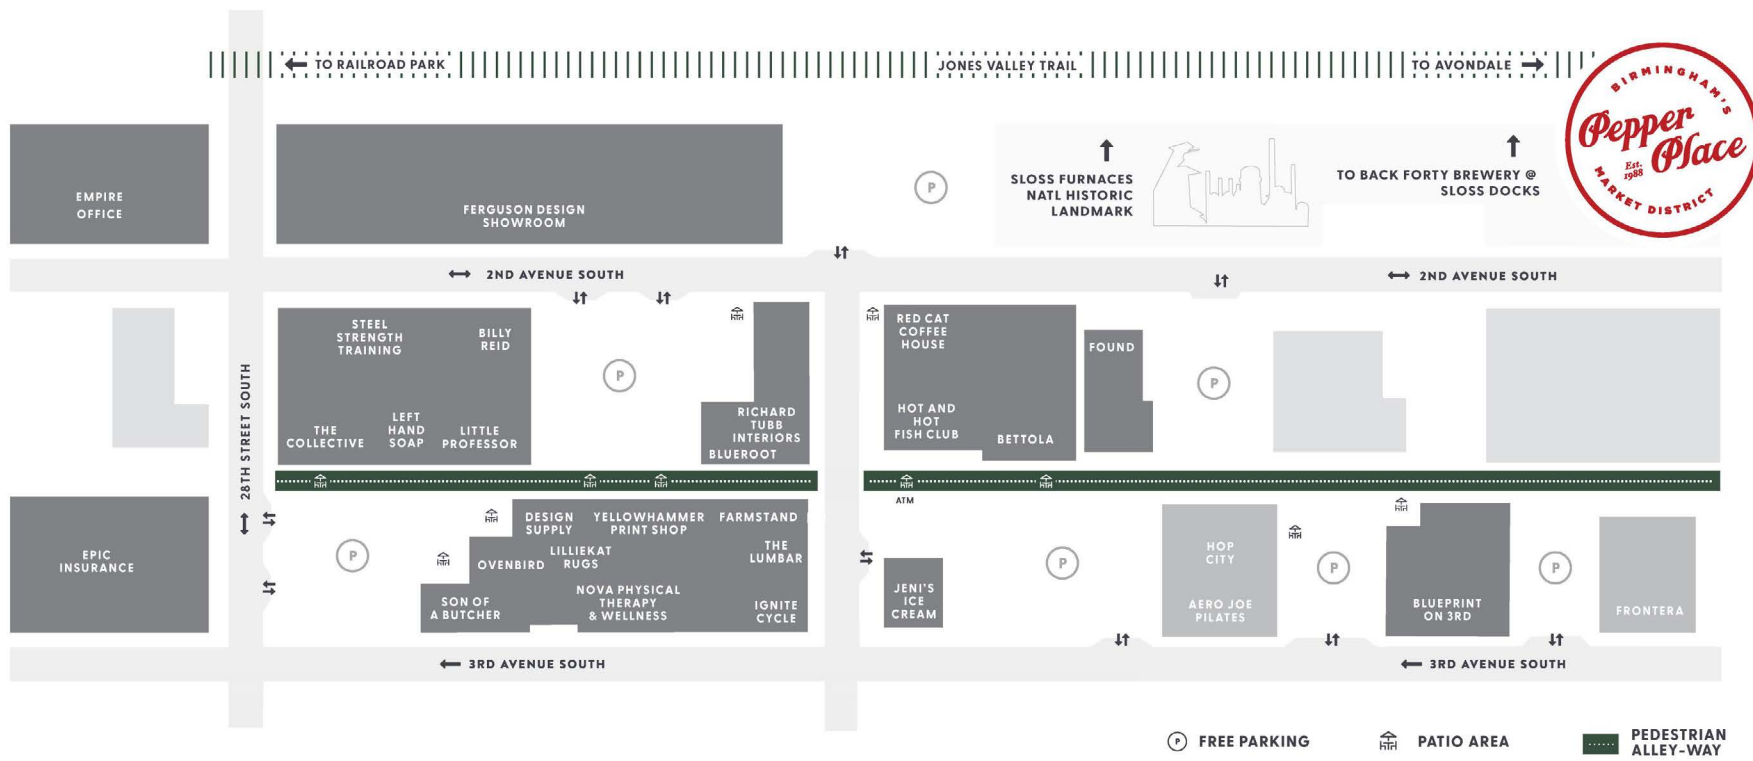 TO RAILROAD PARK
JONES VALLEY TRAIL
TO AVONDALE
BIRMINGHAM'S
Pepper
Place
Est.
1988
MARKET DISTRICT
EMPIRE
OFFICE
FERGUSON DESIGN
SHOWROOM
P
SLOSS FURNACES
NATL HISTORIC
LANDMARK
TO BACK FORTY BREWERY @
SLOSS DOCKS
2ND AVENUE SOUTH
2ND AVENUE SOUTH
28TH STREET SOUTH
STEEL
STRENGTH
TRAINING
BILLY
REID
THE
COLLECTIVE
LEFT
HAND
SOAP
LITTLE
PROFESSOR
P
RICHARD
TUBB
INTERIORS
BLUEROOT
RED CAT
COFFEE
HOUSE
HOT AND
HOT
FISH CLUB
BETTOLA
FOUND
P
ATM
EPIC
INSURANCE
P
DESIGN
SUPPLY
YELLOWHAMMER
PRINT SHOP
FARMSTAND
OVENBIRD
LILLIEKAT
RUGS
THE
LUMBAR
SON OF
A BUTCHER
NOVA PHYSICAL
THERAPY
& WELLNESS
IGNITE
CYCLE
JENI'S
ICE
CREAM
P
HOP
CITY
AERO JOE
PILATES
P
BLUEPRINT
ON 3RD
P
FRONTERA
3RD AVENUE SOUTH
3RD AVENUE SOUTH
P FREE PARKING
PATIO AREA
PEDESTRIAN
ALLEY-WAY